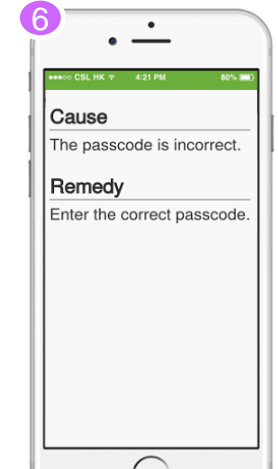 6
CSL HK 4:21 PM 80%
Cause
The passcode is incorrect.
Remedy
Enter the correct passcode.